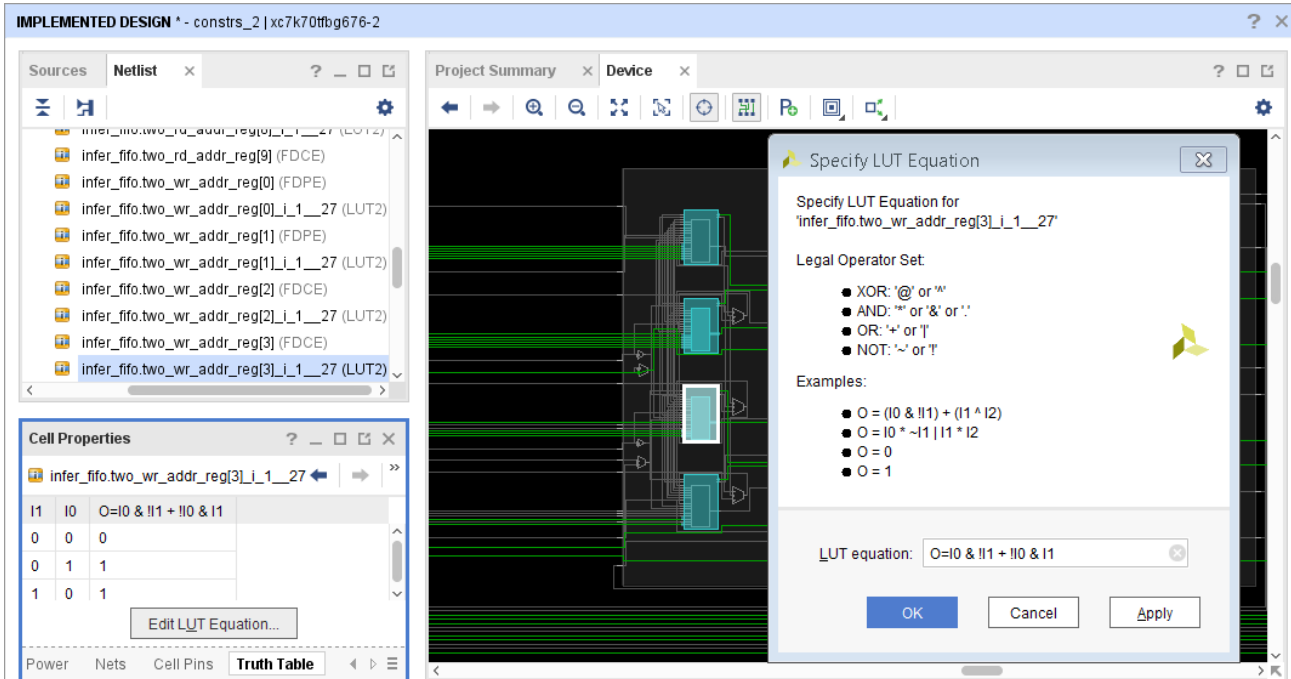 IMPLEMENTED DESIGN * - constrs_2 | xc7k70tfbg676-2
Sources Netlist
infer_fifo.two_rd_addr_reg[8]_i_1__27 (LUT2)
infer_fifo.two_rd_addr_reg[9] (FDCE)
infer_fifo.two_wr_addr_reg[0] (FDPE)
infer_fifo.two_wr_addr_reg[0]_i_1__27 (LUT2)
infer_fifo.two_wr_addr_reg[1] (FDPE)
infer_fifo.two_wr_addr_reg[1]_i_1__27 (LUT2)
infer_fifo.two_wr_addr_reg[2] (FDCE)
infer_fifo.two_wr_addr_reg[2]_i_1__27 (LUT2)
infer_fifo.two_wr_addr_reg[3] (FDCE)
infer_fifo.two_wr_addr_reg[3]_i_1__27 (LUT2)
Cell Properties
infer_fifo.two_wr_addr_reg[3]_i_1__27
I1 I0 O=I0 & !I1 + !I0 & I1
0 0 0
0 1 1
1 0 1
Edit LUT Equation...
Power Nets Cell Pins Truth Table
Project Summary Device
Specify LUT Equation
Specify LUT Equation for
'infer_fifo.two_wr_addr_reg[3]_i_1__27'
Legal Operator Set:
● XOR: '@' or '^'
● AND: '*' or '&' or '.'
● OR: '+' or '|'
● NOT: '~' or '!'
Examples:
● O = (I0 & !I1) + (I1 ^ I2)
● O = I0 * ~I1 | I1 * I2
● O = 0
● O = 1
LUT equation: O=I0 & !I1 + !I0 & I1
OK Cancel Apply